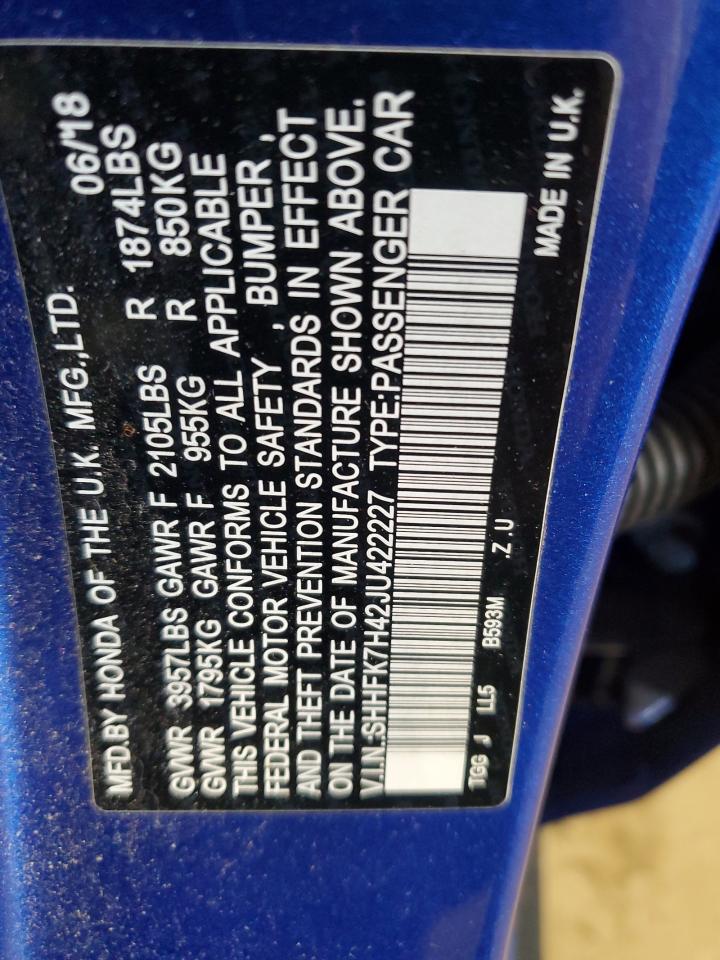 MFD.BY HONDA OF THE U.K. MFG.,LTD. 06/18
GVWR 3957LBS GAWR F 2105LBS R 1874LBS
GVWR 1795KG GAWR F 955KG R 850KG
THIS VEHICLE CONFORMS TO ALL APPLICABLE
FEDERAL MOTOR VEHICLE SAFETY , BUMPER ,
AND THEFT PREVENTION STANDARDS IN EFFECT
ON THE DATE OF MANUFACTURE SHOWN ABOVE.
V.I.N.:SHHFK7H42JU422227 TYPE:PASSENGER CAR
TGG J LL5 B593M
.Z .U
MADE IN U.K.